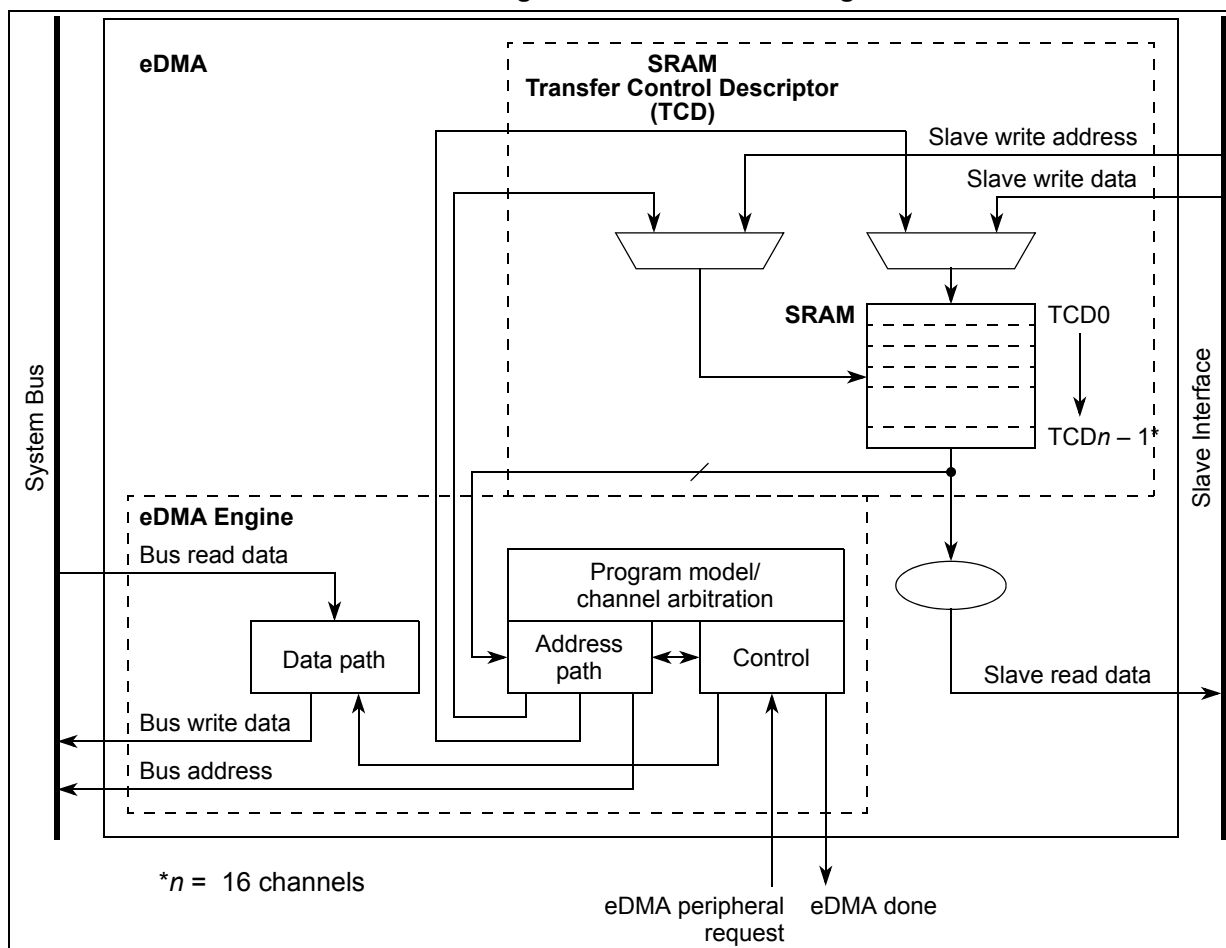 eDMA
SRAM
Transfer Control Descriptor
(TCD)
Slave write address
Slave write data
SRAM
TCD0
TCDn – 1*
System Bus
Slave Interface
eDMA Engine
Bus read data
Program model/
channel arbitration
Data path
Address
path
Control
Slave read data
Bus write data
Bus address
*n = 16 channels
eDMA peripheral
request
eDMA done